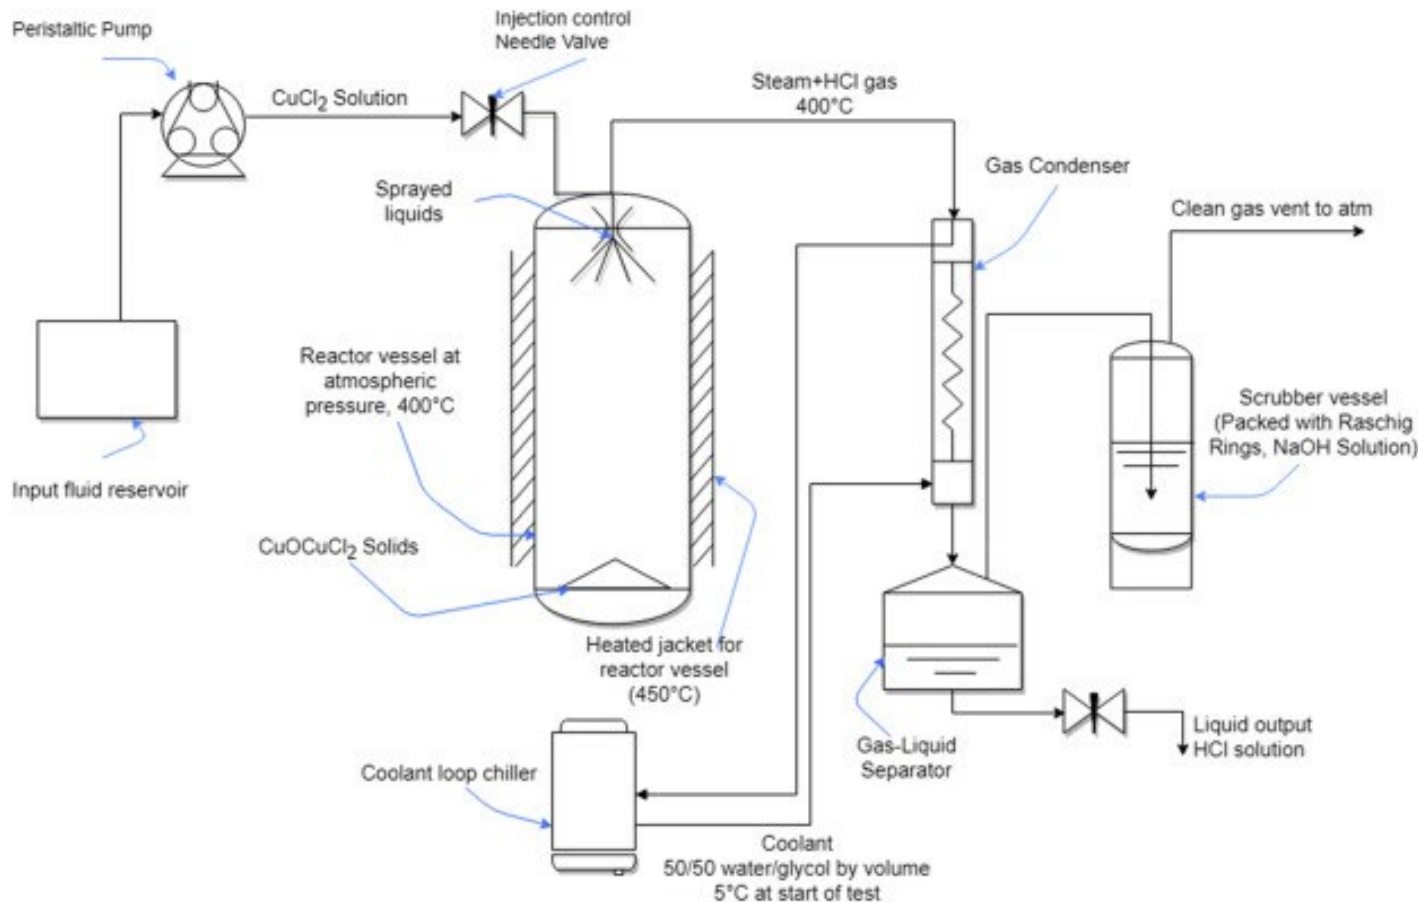 Peristaltic Pump
Injection control
Needle Valve
CuCl2 Solution
Steam+HCl gas
400°C
Gas Condenser
Sprayed
liquids
Clean gas vent to atm
Reactor vessel at
atmospheric
pressure, 400°C
Scrubber vessel
(Packed with Raschig
Rings, NaOH Solution)
Input fluid reservoir
CuOCuCl2 Solids
Heated jacket for
reactor vessel
(450°C)
Gas-Liquid
Separator
Liquid output
HCl solution
Coolant loop chiller
Coolant
50/50 water/glycol by volume
5°C at start of test